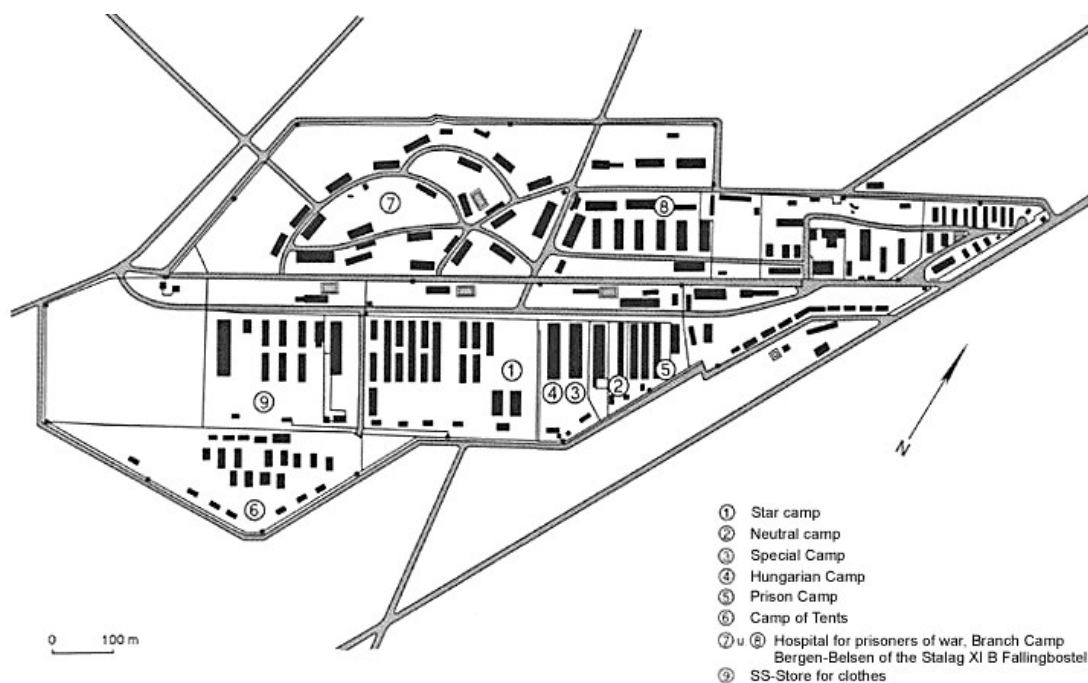 ⑦
⑧
①
④ ③ ② ⑤
⑨
⑥
N
① Star camp
② Neutral camp
③ Special Camp
④ Hungarian Camp
⑤ Prison Camp
⑥ Camp of Tents
⑦ u ⑧ Hospital for prisoners of war, Branch Camp
Bergen-Belsen of the Stalag XI B Fallingbostel
⑨ SS-Store for clothes
0 100 m